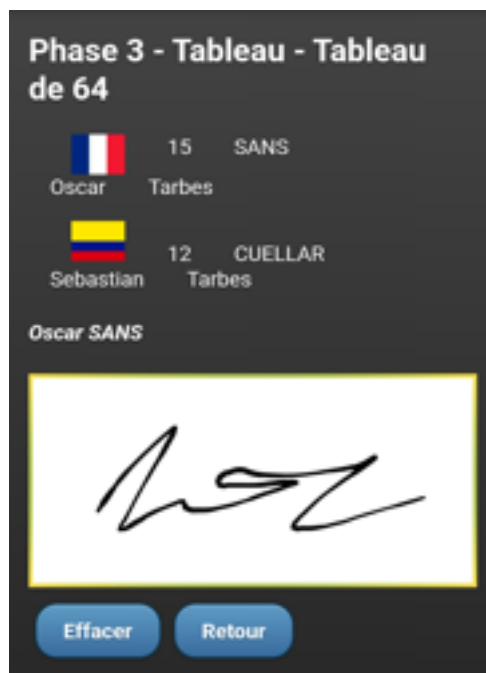 Phase 3 - Tableau - Tableau
de 64
15 SANS
Oscar Tarbes
12 CUELLAR
Sebastian Tarbes
Oscar SANS
Effacer Retour